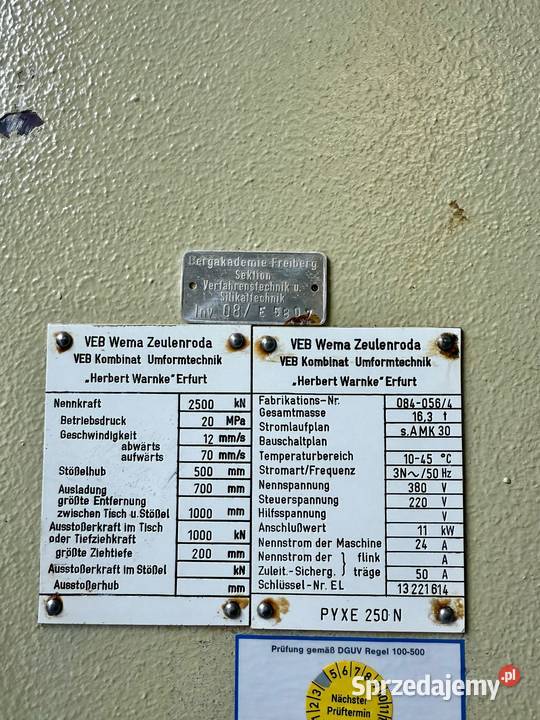 Bergakademie Freiberg
Sektion
Verfahrenstechnik u.
Silikattechnik
Inv. 08/ E 5807
VEB Wema Zeulenroda
VEB Kombinat Umformtechnik
„Herbert Warnke" Erfurt
Nennkraft 2500 kN
Betriebsdruck 20 MPa
Geschwindigkeit
abwärts 12 mm/s
aufwärts 70 mm/s
Stößelhub 500 mm
Ausladung 700 mm
größte Entfernung
zwischen Tisch u. Stößel 1000 mm
Ausstoßerkraft im Tisch
oder Tiefziehkraft 1000 kN
größte Ziehtiefe 200 mm
Ausstoßerkraft im Stößel kN
Ausstoßerhub mm
VEB Wema Zeulenroda
VEB Kombinat Umformtechnik
„Herbert Warnke" Erfurt
Fabrikations-Nr. 084-056/4
Gesamtmasse 16,3 t
Stromlaufplan s.A MK 30
Bauschaltplan
Temperaturbereich 10-45 °C
Stromart/Frequenz 3N~/50 Hz
Nennspannung 380 V
Steuerspannung 220 V
Hilfsspannung V
Anschlußwert 11 kW
Nennstrom der Maschine 24 A
Nennstrom der } flink A
Zuleit.-Sicherg. } träge 50 A
Schlüssel-Nr. EL 13 221 614
PYXE 250 N
Prüfung gemäß DGUV Regel 100-500
Nächster
Prüftermin
Sprzedajemy.pl